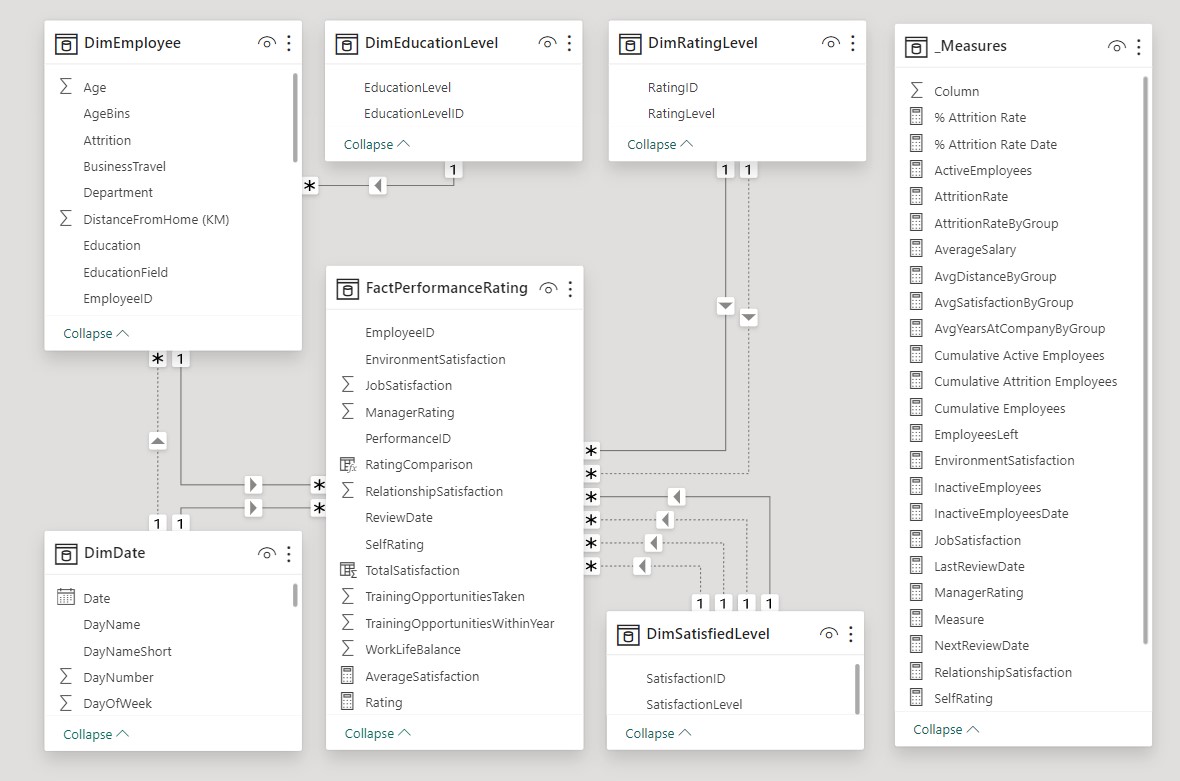 DimEmployee
Age
AgeBins
Attrition
BusinessTravel
Department
DistanceFromHome (KM)
Education
EducationField
EmployeeID
Collapse
DimEducationLevel
EducationLevel
EducationLevelID
Collapse
DimRatingLevel
RatingID
RatingLevel
Collapse
_Measures
Column
% Attrition Rate
% Attrition Rate Date
ActiveEmployees
AttritionRate
AttritionRateByGroup
AverageSalary
AvgDistanceByGroup
AvgSatisfactionByGroup
AvgYearsAtCompanyByGroup
Cumulative Active Employees
Cumulative Attrition Employees
Cumulative Employees
EmployeesLeft
EnvironmentSatisfaction
InactiveEmployees
InactiveEmployeesDate
JobSatisfaction
LastReviewDate
ManagerRating
Measure
NextReviewDate
RelationshipSatisfaction
SelfRating
Collapse
1
*
1 1
FactPerformanceRating
EmployeeID
EnvironmentSatisfaction
JobSatisfaction
ManagerRating
PerformanceID
RatingComparison
RelationshipSatisfaction
ReviewDate
SelfRating
TotalSatisfaction
TrainingOpportunitiesTaken
TrainingOpportunitiesWithinYear
WorkLifeBalance
AverageSatisfaction
Rating
Collapse
* 1
*
*
*
*
*
*
*
*
1 1
DimDate
Date
DayName
DayNameShort
DayNumber
DayOfWeek
Collapse
1 1 1 1
DimSatisfiedLevel
SatisfactionID
SatisfactionLevel
Collapse